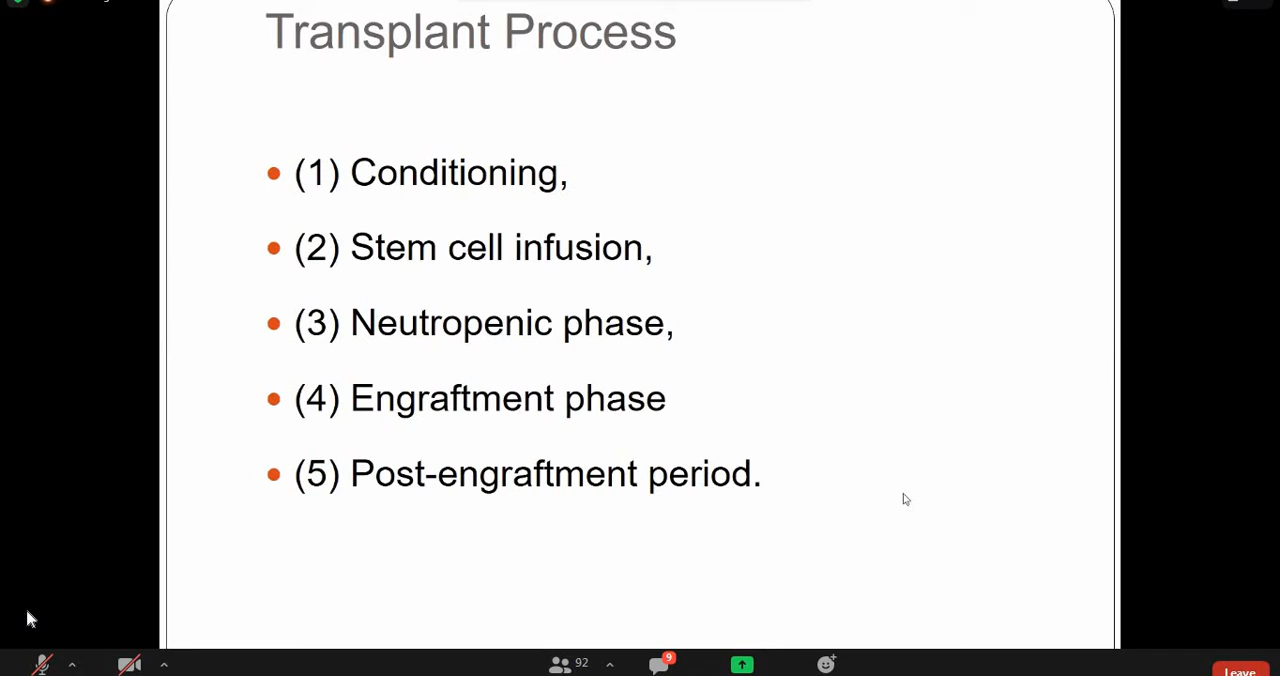 Transplant Process
(1) Conditioning,
(2) Stem cell infusion,
(3) Neutropenic phase,
(4) Engraftment phase
(5) Post-engraftment period.
92
9
Leave